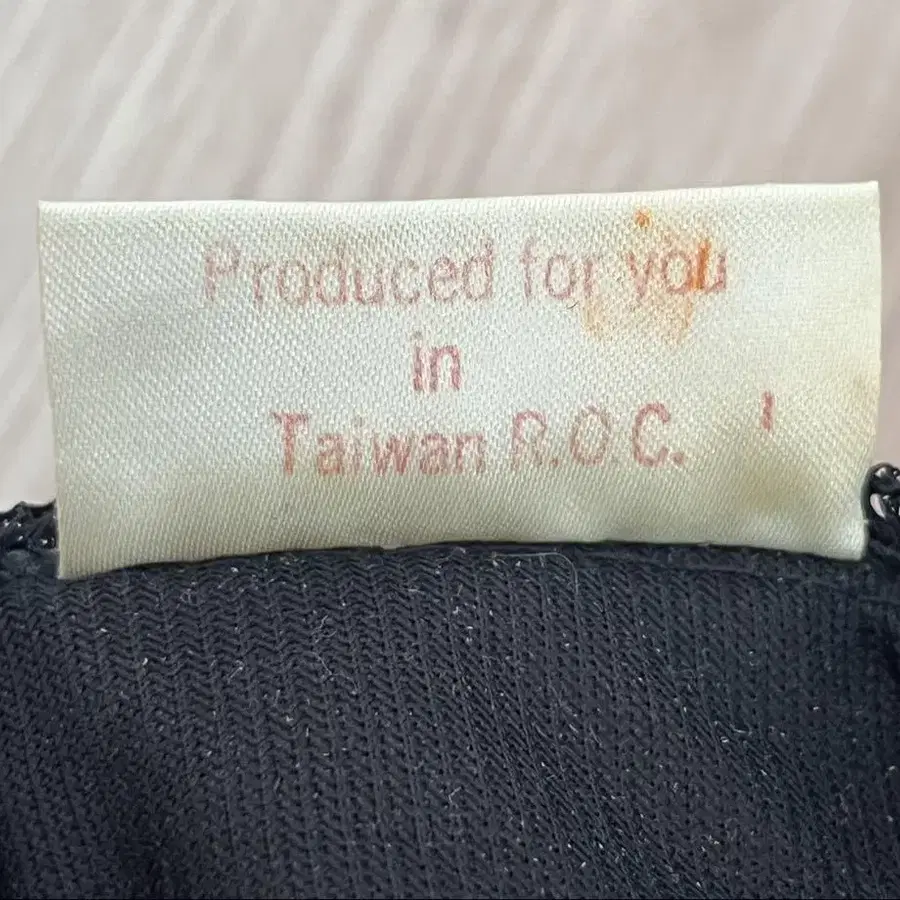 Produced for you
in
Taiwan R.O.C.